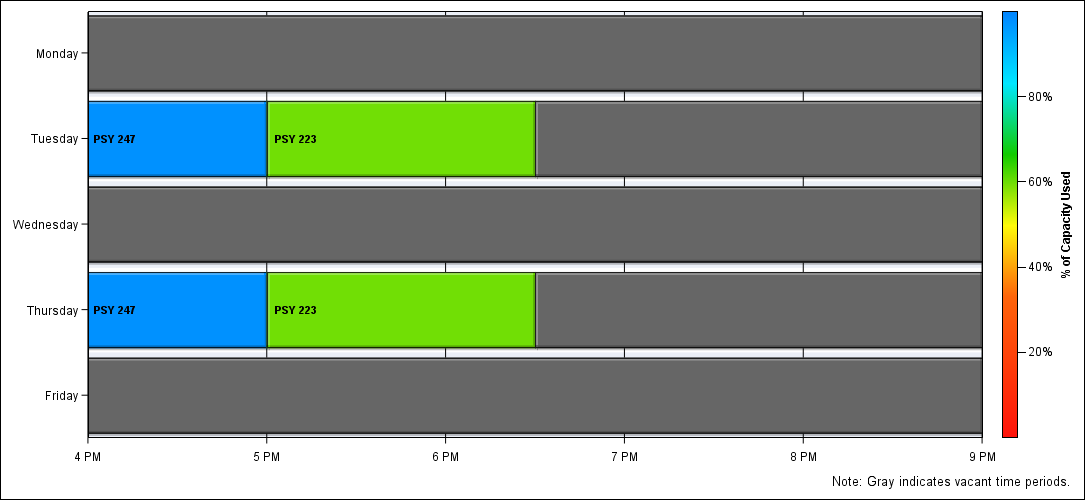 Monday
Tuesday
PSY 247
PSY 223
Wednesday
Thursday
PSY 247
PSY 223
Friday
4 PM
5 PM
6 PM
7 PM
8 PM
9 PM
80%
60%
40%
20%
% of Capacity Used
Note: Gray indicates vacant time periods.